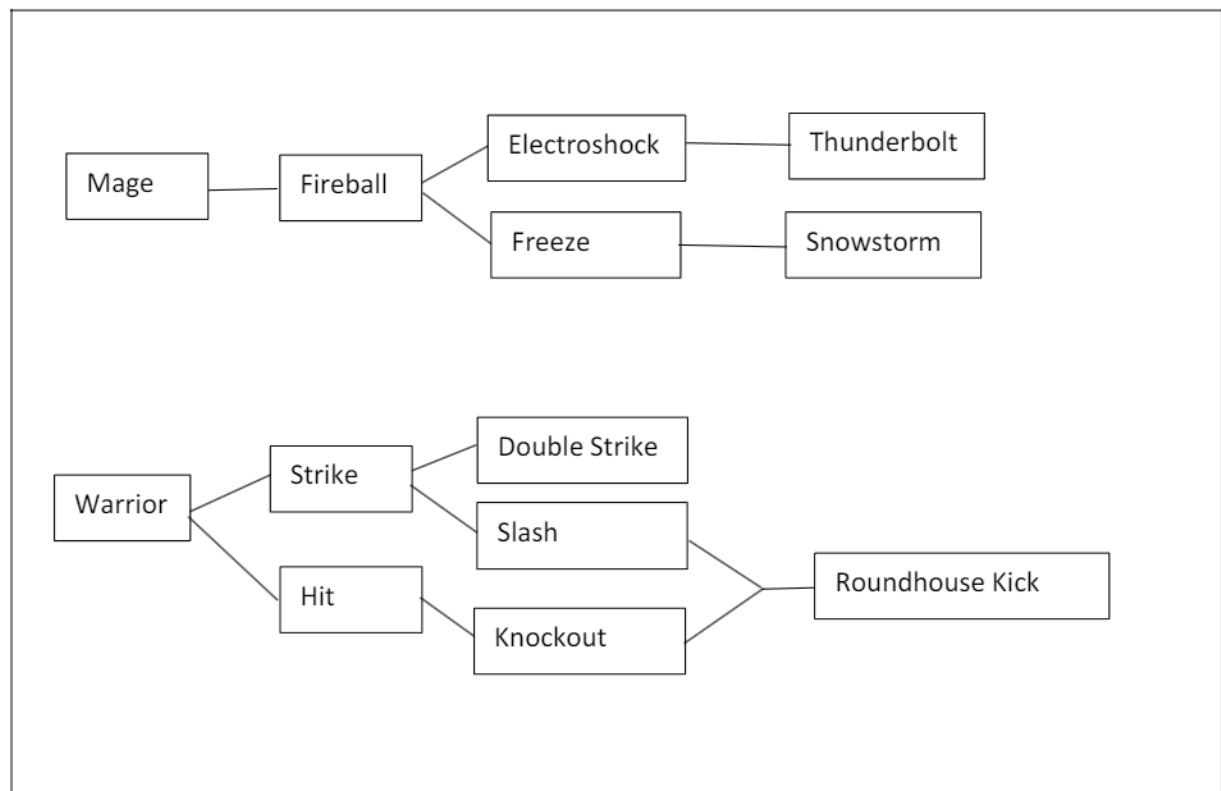 Electroshock
Thunderbolt
Mage
Fireball
Freeze
Snowstorm
Double Strike
Strike
Warrior
Slash
Roundhouse Kick
Hit
Knockout